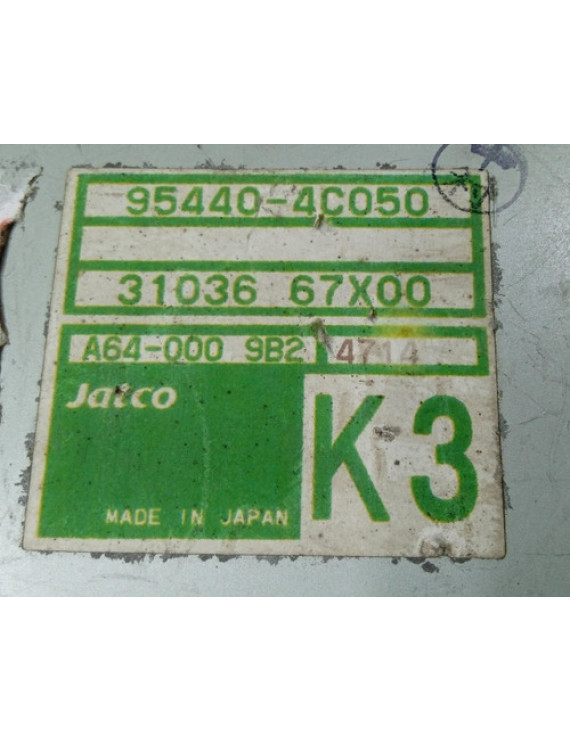 95440-4C050
31036 67X00
A64-000 9B2 4714
Jatco
K3
MADE IN JAPAN